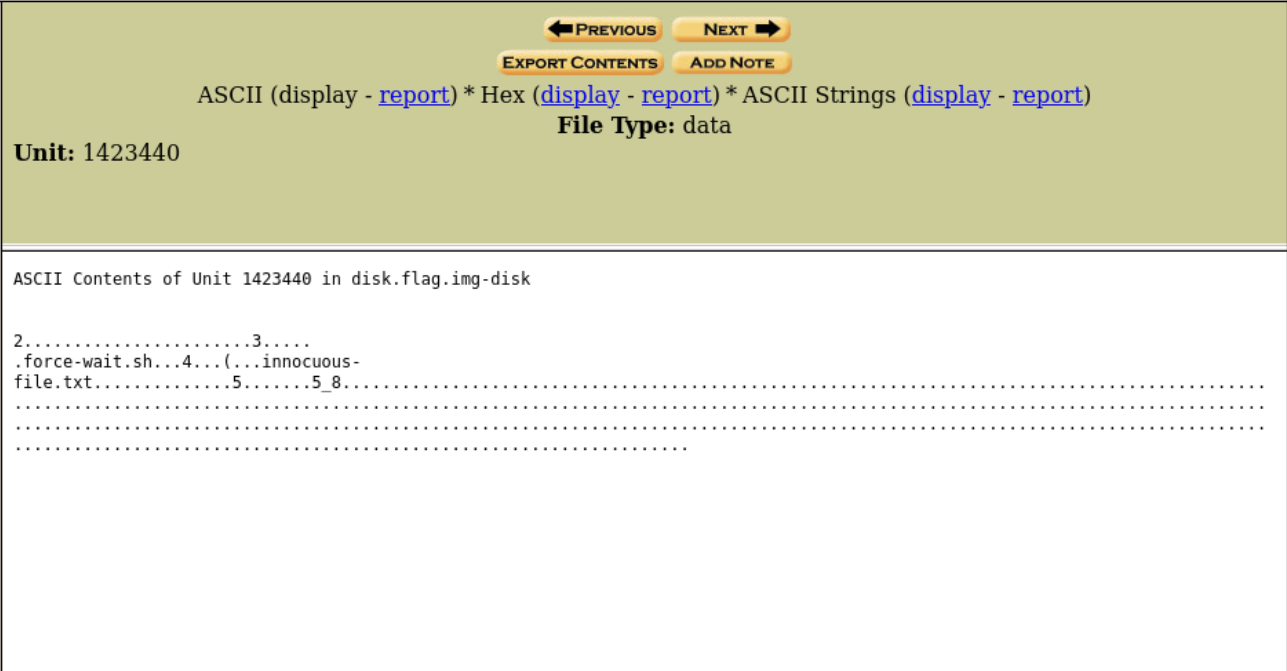 PREVIOUS NEXT
EXPORT CONTENTS ADD NOTE
ASCII (display - report) * Hex (display - report) * ASCII Strings (display - report)
File Type: data
Unit: 1423440
ASCII Contents of Unit 1423440 in disk.flag.img-disk
2.......................3.....
.force-wait.sh...4...(...innocuous-
file.txt..............5.......5_8.............................................................................................
..............................................................................................................................
..............................................................................................................................
....................................................................